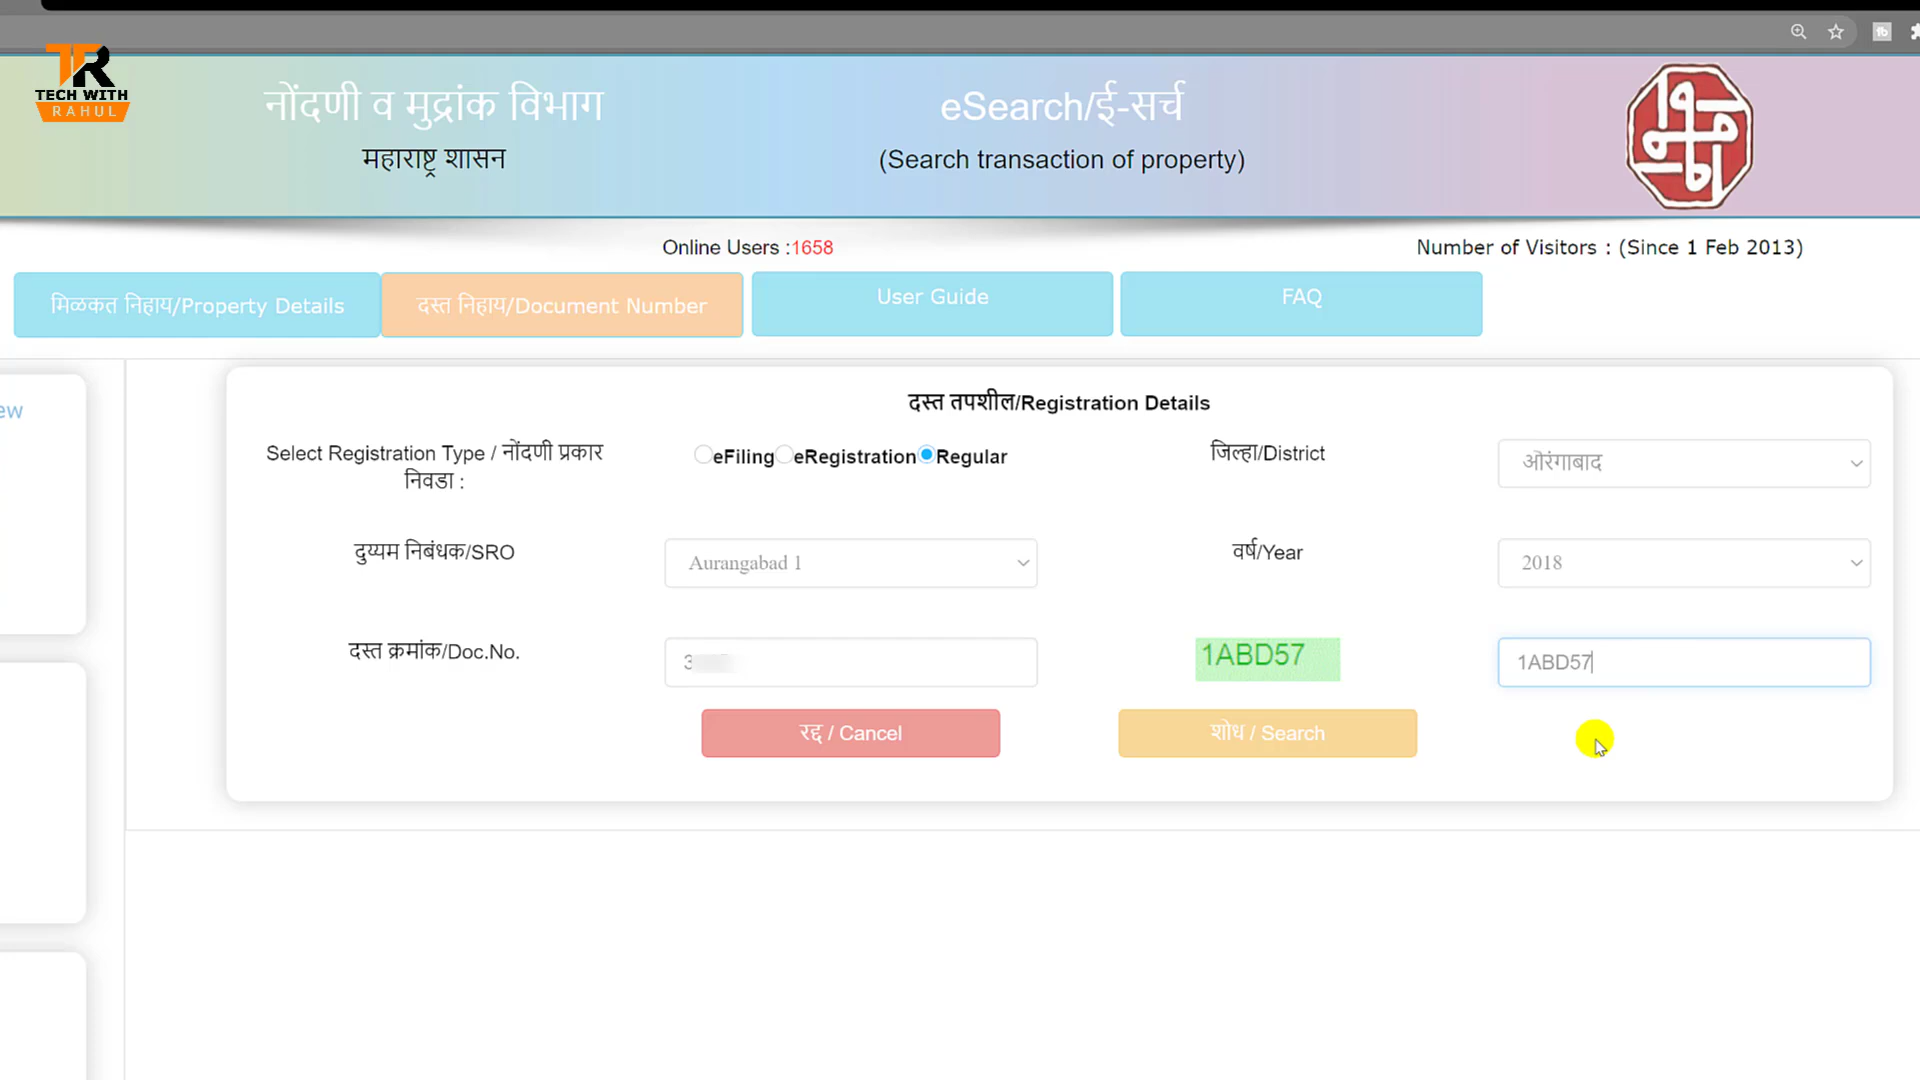 TR
TECH WITH
RAHUL
नोंदणी व मुद्रांक विभाग
महाराष्ट्र शासन
eSearch/ई-सर्च
(Search transaction of property)
Online Users :1658
Number of Visitors : (Since 1 Feb 2013)
मिळकत निहाय/Property Details
दस्त निहाय/Document Number
User Guide
FAQ
ew
दस्त तपशील/Registration Details
Select Registration Type / नोंदणी प्रकार
निवडा :
eFiling eRegistration Regular
जिल्हा/District
औरंगाबाद
दुय्यम निबंधक/SRO
Aurangabad 1
वर्ष/Year
2018
दस्त क्रमांक/Doc.No.
3
1ABD57
1ABD57
रद्द / Cancel
शोध / Search